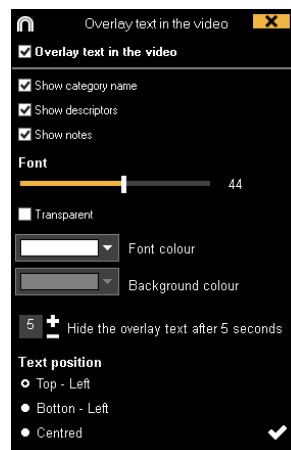 Overlay text in the video
Overlay text in the video
Show category name
Show descriptors
Show notes
Font
44
Transparent
Font colour
Background colour
5 Hide the overlay text after 5 seconds
Text position
Top - Left
Botton - Left
Centred